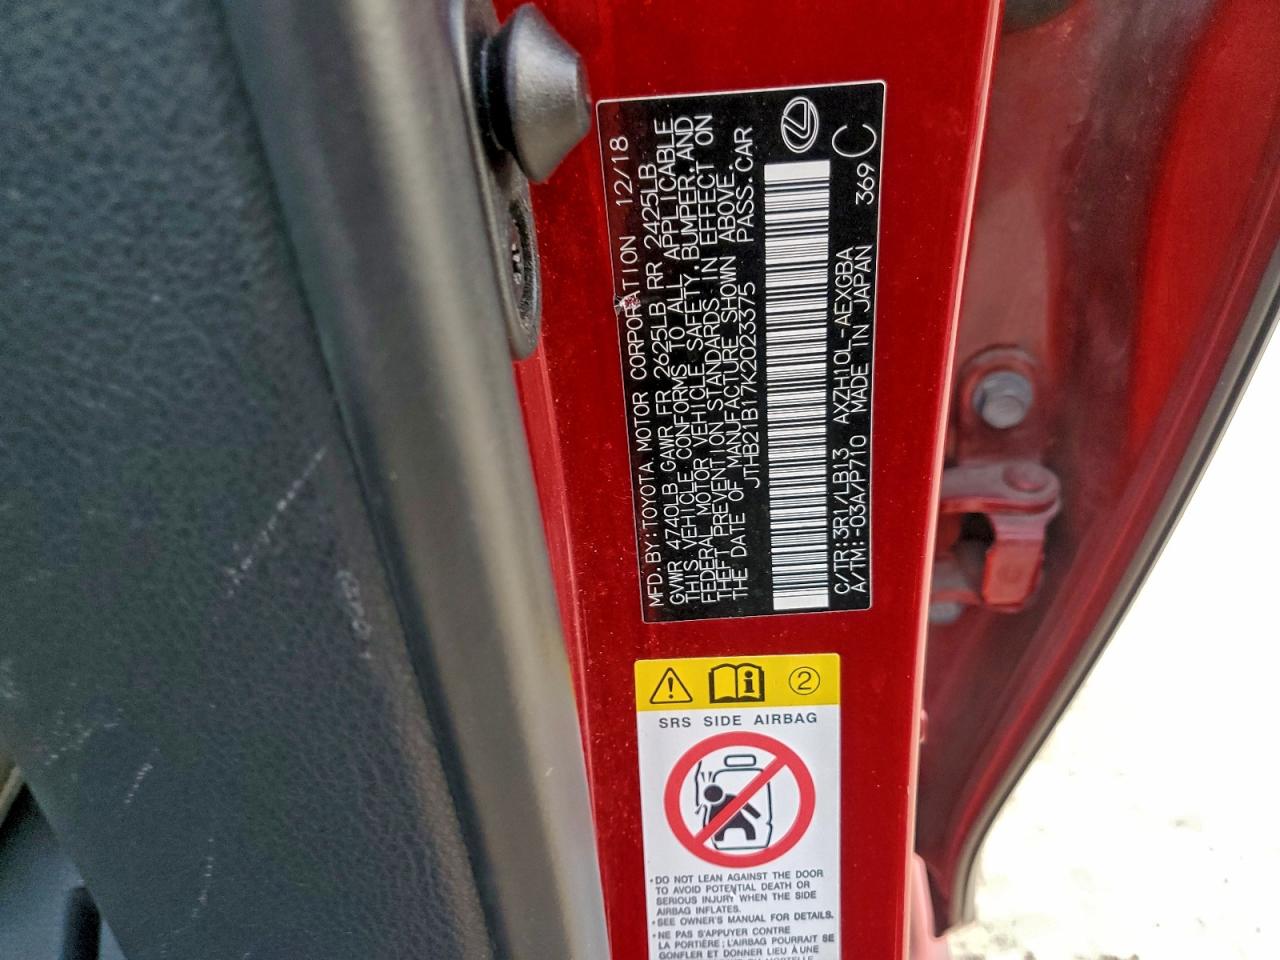 MFD. BY: TOYOTA MOTOR CORPORATION 12/18
GVWR 4740LB GAWR FR 2625LB RR 2425LB
THIS VEHICLE CONFORMS TO ALL APPLICABLE
FEDERAL MOTOR VEHICLE SAFETY, BUMPER, AND
THEFT PREVENTION STANDARDS IN EFFECT ON
THE DATE OF MANUFACTURE SHOWN ABOVE.
JTHB21B17K2023375 PASS. CAR
C/TR: 3R1/LB13 AXZH10L-AEXGBA 369 C
A/TM: -03A/P710 MADE IN JAPAN
2
SRS SIDE AIRBAG
• DO NOT LEAN AGAINST THE DOOR
TO AVOID POTENTIAL DEATH OR
SERIOUS INJURY WHEN THE SIDE
AIRBAG INFLATES.
• SEE OWNER'S MANUAL FOR DETAILS.
• NE PAS S'APPUYER CONTRE
LA PORTIÈRE ; L'AIRBAG POURRAIT SE
GONFLER ET DONNER LIEU À UNE